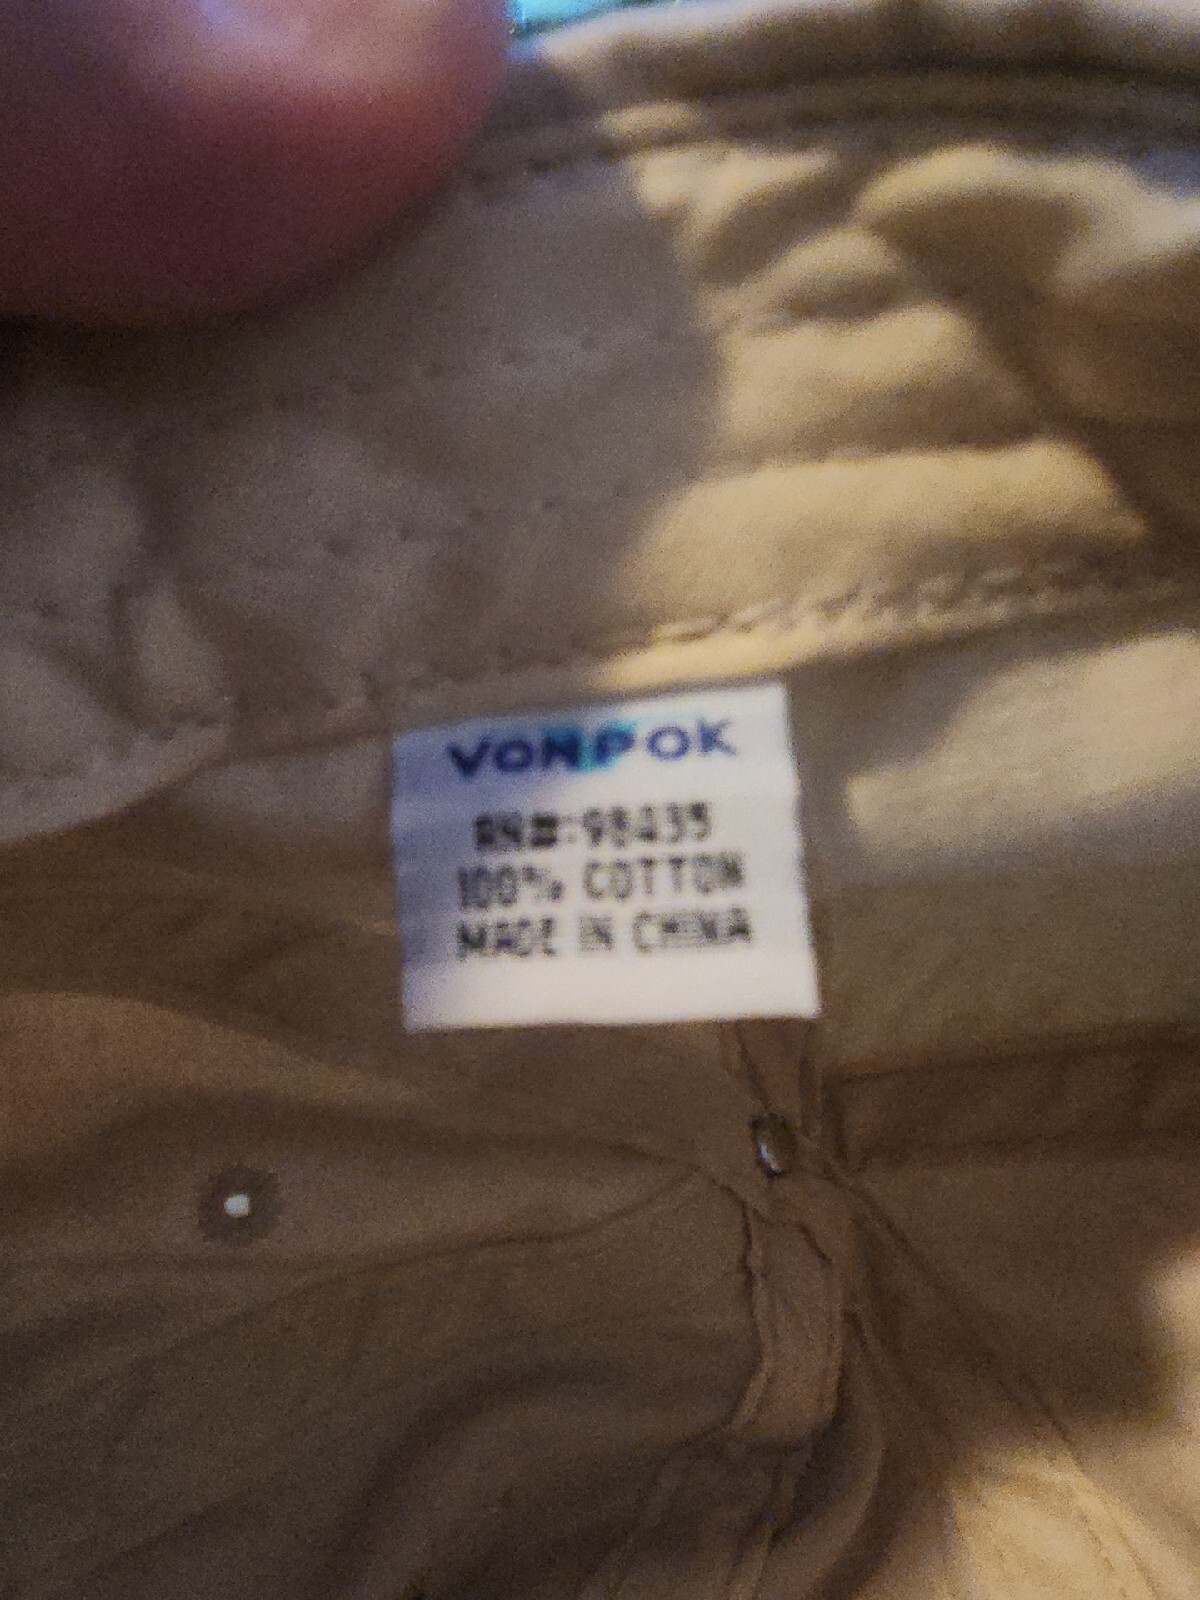 VONPOK
RN#:98435
100% COTTON
MADE IN CHINA